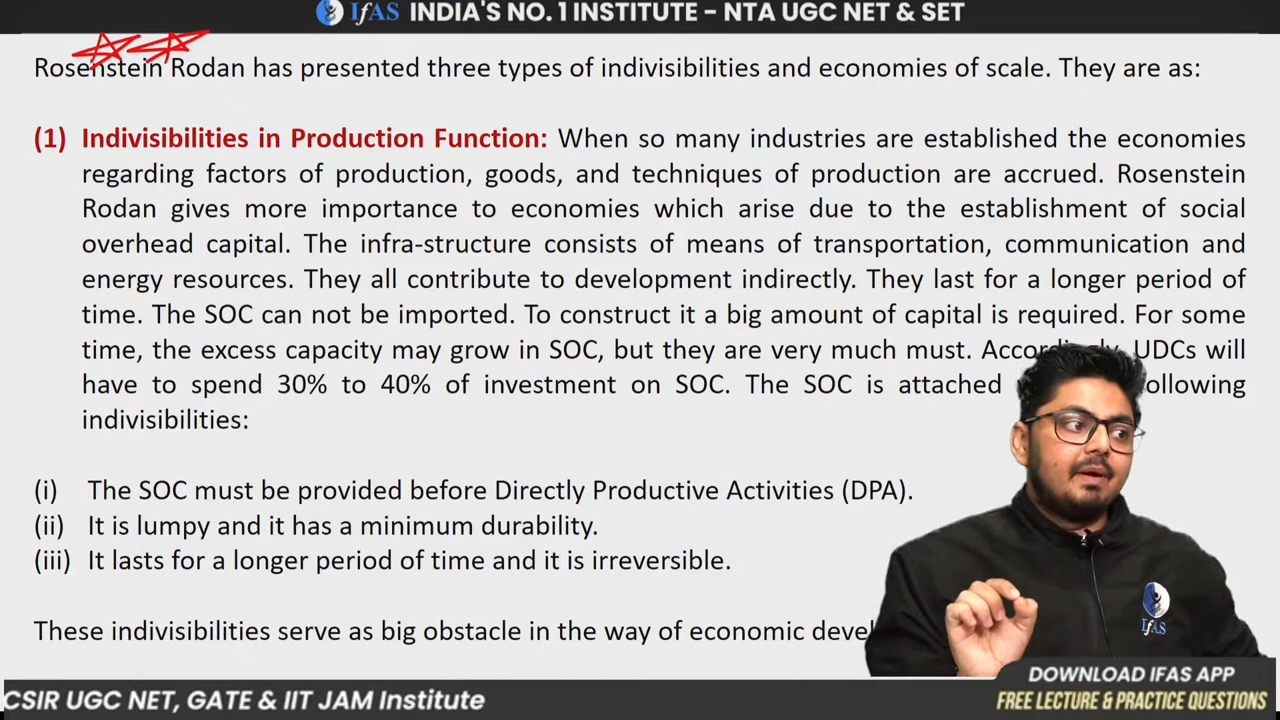 IfAS INDIA'S NO. 1 INSTITUTE – NTA UGC NET & SET
Rosenstein Rodan has presented three types of indivisibilities and economies of scale. They are as:
(1) Indivisibilities in Production Function: When so many industries are established the economies
regarding factors of production, goods, and techniques of production are accrued. Rosenstein
Rodan gives more importance to economies which arise due to the establishment of social
overhead capital. The infra-structure consists of means of transportation, communication and
energy resources. They all contribute to development indirectly. They last for a longer period of
time. The SOC can not be imported. To construct it a big amount of capital is required. For some
time, the excess capacity may grow in SOC, but they are very much must. UDCs will
have to spend 30% to 40% of investment on SOC. The SOC is attached
indivisibilities:
(i) The SOC must be provided before Directly Productive Activities (DPA).
(ii) It is lumpy and it has a minimum durability.
(iii) It lasts for a longer period of time and it is irreversible.
These indivisibilities serve as big obstacle in the way of economic
IfAS
DOWNLOAD IFAS APP
CSIR UGC NET, GATE & IIT JAM Institute
FREE LECTURE & PRACTICE QUESTIONS